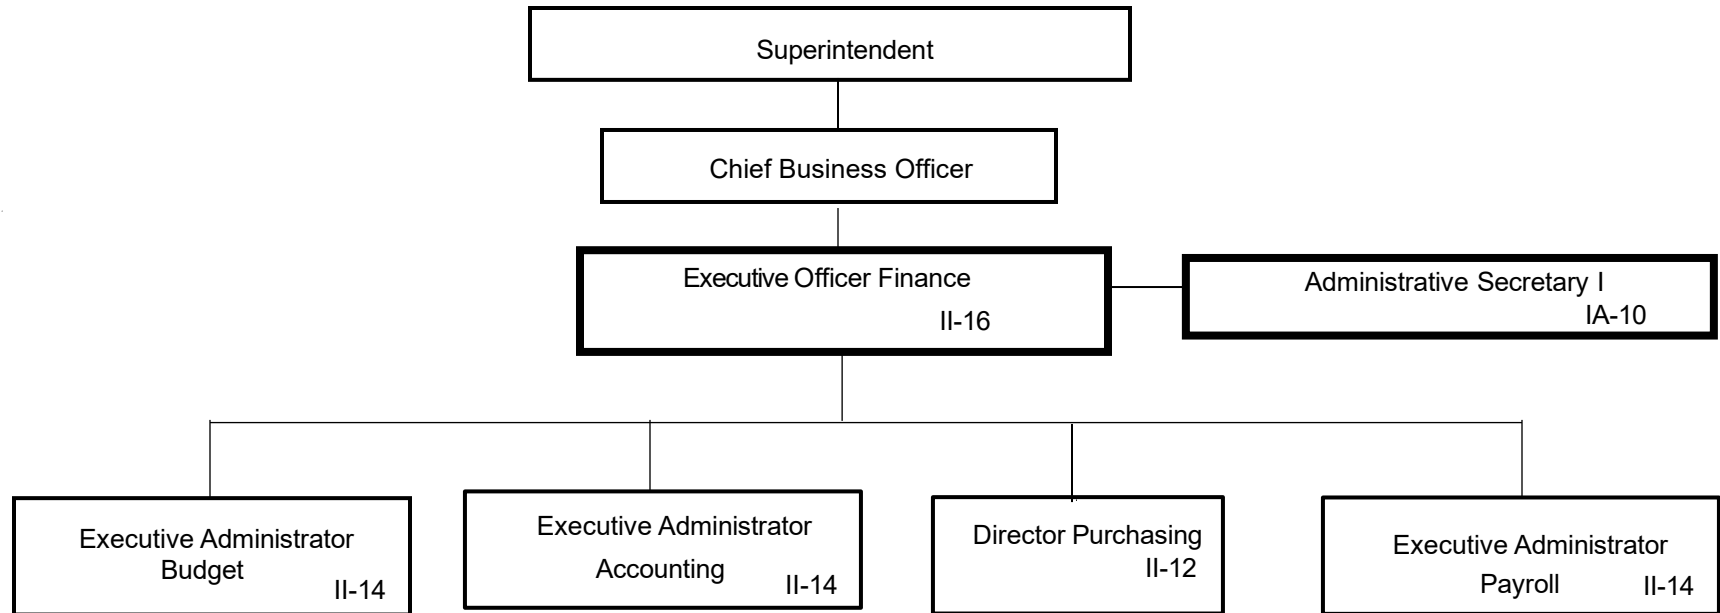 Superintendent
Chief Business Officer
Executive Officer Finance
II-16
Administrative Secretary I
IA-10
Executive Administrator
Budget
II-14
Executive Administrator
Accounting II-14
Director Purchasing
II-12
Executive Administrator
Payroll II-14